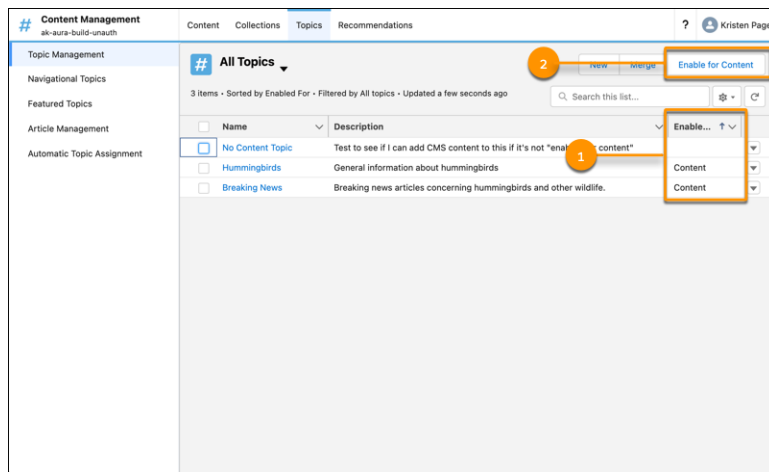 Content Management
ak-aura-build-unauth
Content Collections Topics Recommendations
? Kristen Page
Topic Management
Navigational Topics
Featured Topics
Article Management
Automatic Topic Assignment
# All Topics
2
New Merge Enable for Content
3 items • Sorted by Enabled For • Filtered by All topics • Updated a few seconds ago
Search this list...
Name Description Enable...
No Content Topic Test to see if I can add CMS content to this if it's not "enab content"
1
Hummingbirds General information about hummingbirds Content
Breaking News Breaking news articles concerning hummingbirds and other wildlife. Content